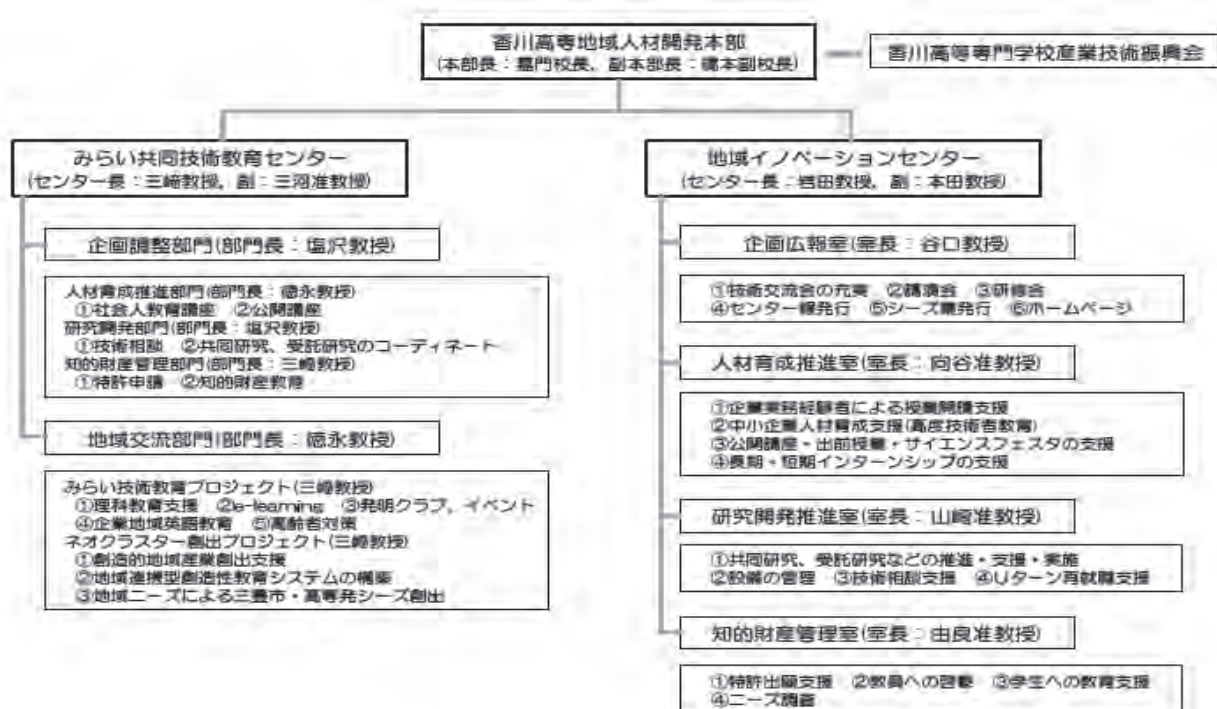 香川高専地域人材開発本部
(本部長：嘉門校長，副本部長：磯本副校長)
香川高等専門学校産業技術振興会
みらい共同技術教育センター
(センター長：三崎教授，副：三河准教授)
企画調整部門(部門長：塩沢教授)
人材育成推進部門(部門長：徳永教授)
①社会人教育講座 ②公開講座
研究開発部門(部門長：塩沢教授)
①技術相談 ②共同研究、受託研究のコーディネート
知的財産管理部門(部門長：三崎教授)
①特許申請 ②知的財産教育
地域交流部門(部門長：徳永教授)
みらい技術教育プロジェクト(三崎教授)
①理科教育支援 ②e-learning ③発明クラブ，イベント
④企業地域英語教育 ⑤高齢者対策
ネオクラスター創出プロジェクト(三崎教授)
①創造的地域産業創出支援
②地域連携型創造性教育システムの構築
③地域ニーズによる三豊市・高専発シーズ創出
地域イノベーションセンター
(センター長：岩田教授，副：本田教授)
企画広報室(室長：谷口教授)
①技術交流会の充実 ②講演会 ③研修会
④センター報発行 ⑤シーズ集発行 ⑥ホームページ
人材育成推進室(室長：向谷准教授)
①企業実務経験者による授業開講支援
②中小企業人材育成支援(高度技術者教育)
③公開講座・出前授業・サイエンスフェスタの支援
④長期・短期インターンシップの支援
研究開発推進室(室長：山崎准教授)
①共同研究、受託研究などの推進・支援・実施
②設備の管理 ③技術相談支援 ④Uターン再就職支援
知的財産管理室(室長：由良准教授)
①特許出願支援 ②教員への啓蒙 ③学生への教育支援
④ニーズ調査